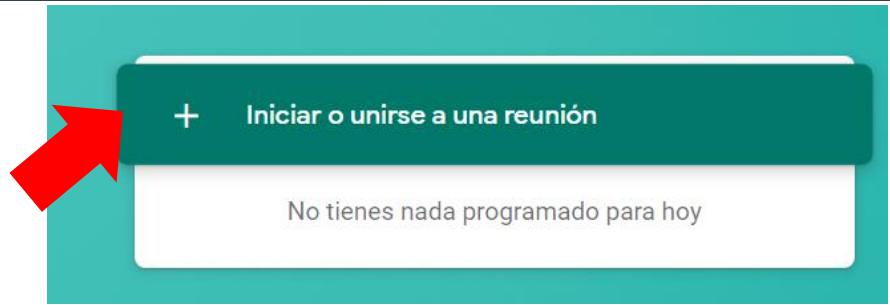 + Iniciar o unirse a una reunión
No tienes nada programado para hoy